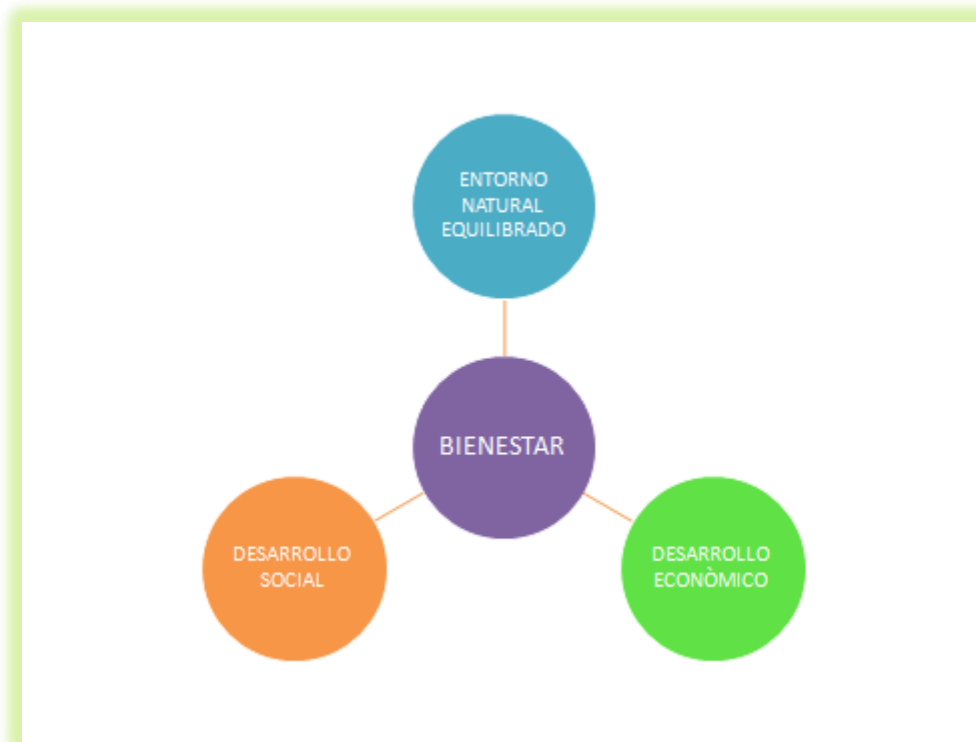 ENTORNO
NATURAL
EQUILIBRADO
BIENESTAR
DESARROLLO
SOCIAL
DESARROLLO
ECONÒMICO